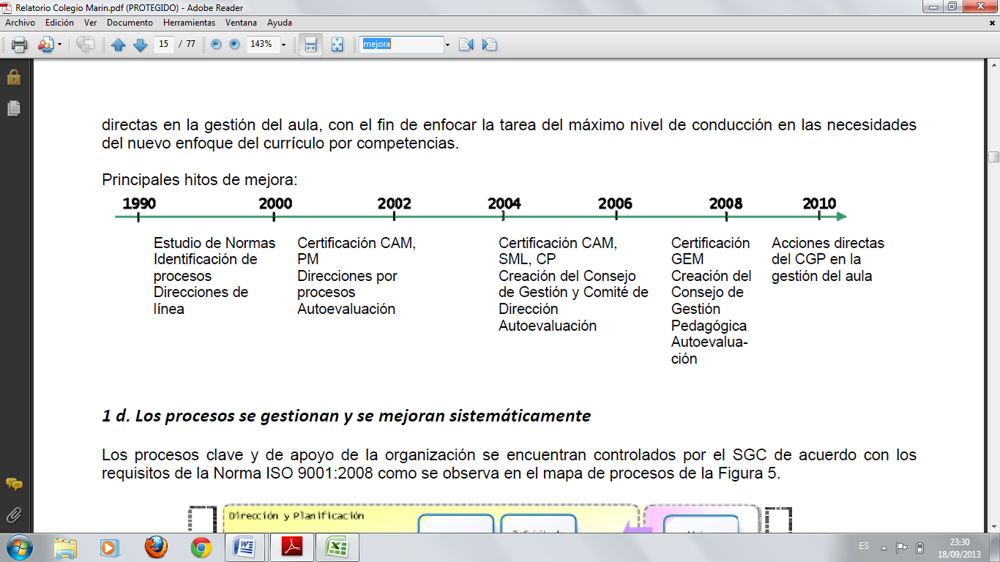 Relatorio Colegio Marin.pdf (PROTEGIDO) - Adobe Reader
Archivo Edición Ver Documento Herramientas Ventana Ayuda
15 / 77 143% mejora
directas en la gestión del aula, con el fin de enfocar la tarea del máximo nivel de conducción en las necesidades
del nuevo enfoque del currículo por competencias.
Principales hitos de mejora:
1990 2000 2002 2004 2006 2008 2010
Estudio de Normas
Identificación de
procesos
Direcciones de
línea
Certificación CAM,
PM
Direcciones por
procesos
Autoevaluación
Certificación CAM,
SML, CP
Creación del Consejo
de Gestión y Comité de
Dirección
Autoevaluación
Certificación
GEM
Creación del
Consejo de
Gestión
Pedagógica
Autoevalua-
ción
Acciones directas
del CGP en la
gestión del aula
1 d. Los procesos se gestionan y se mejoran sistemáticamente
Los procesos clave y de apoyo de la organización se encuentran controlados por el SGC de acuerdo con los
requisitos de la Norma ISO 9001:2008 como se observa en el mapa de procesos de la Figura 5.
Dirección y Planificación
ES
23:30
18/09/2013